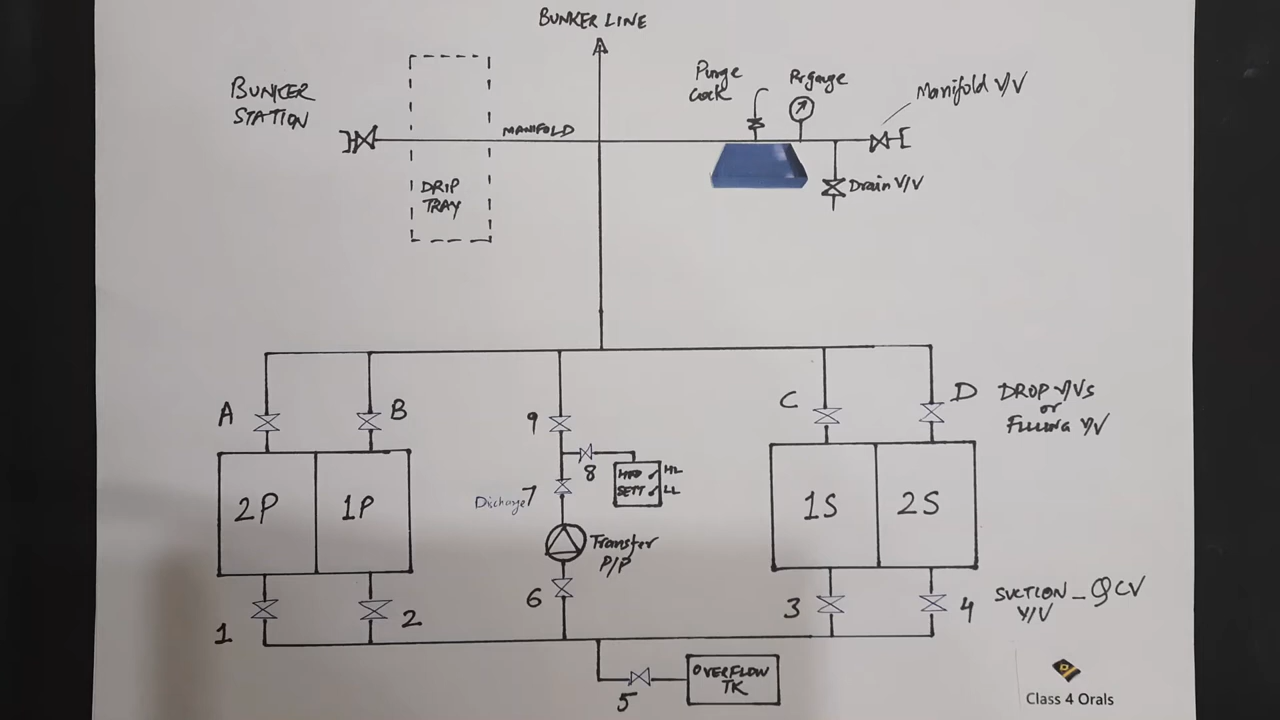 BUNKER LINE
BUNKER
STATION
MANIFOLD
DRIP
TRAY
Purge
Cock
Pr gauge
Manifold V/V
Drain V/V
A
B
9
C
D
DROP V/Vs
or
FILLING V/V
8
HFO
SETT
HL
LL
Discharge 7
2P
1P
1S
2S
Transfer
P/P
6
1
2
3
4
SUCTION - QCV
V/V
5
OVERFLOW
TK
Class 4 Orals